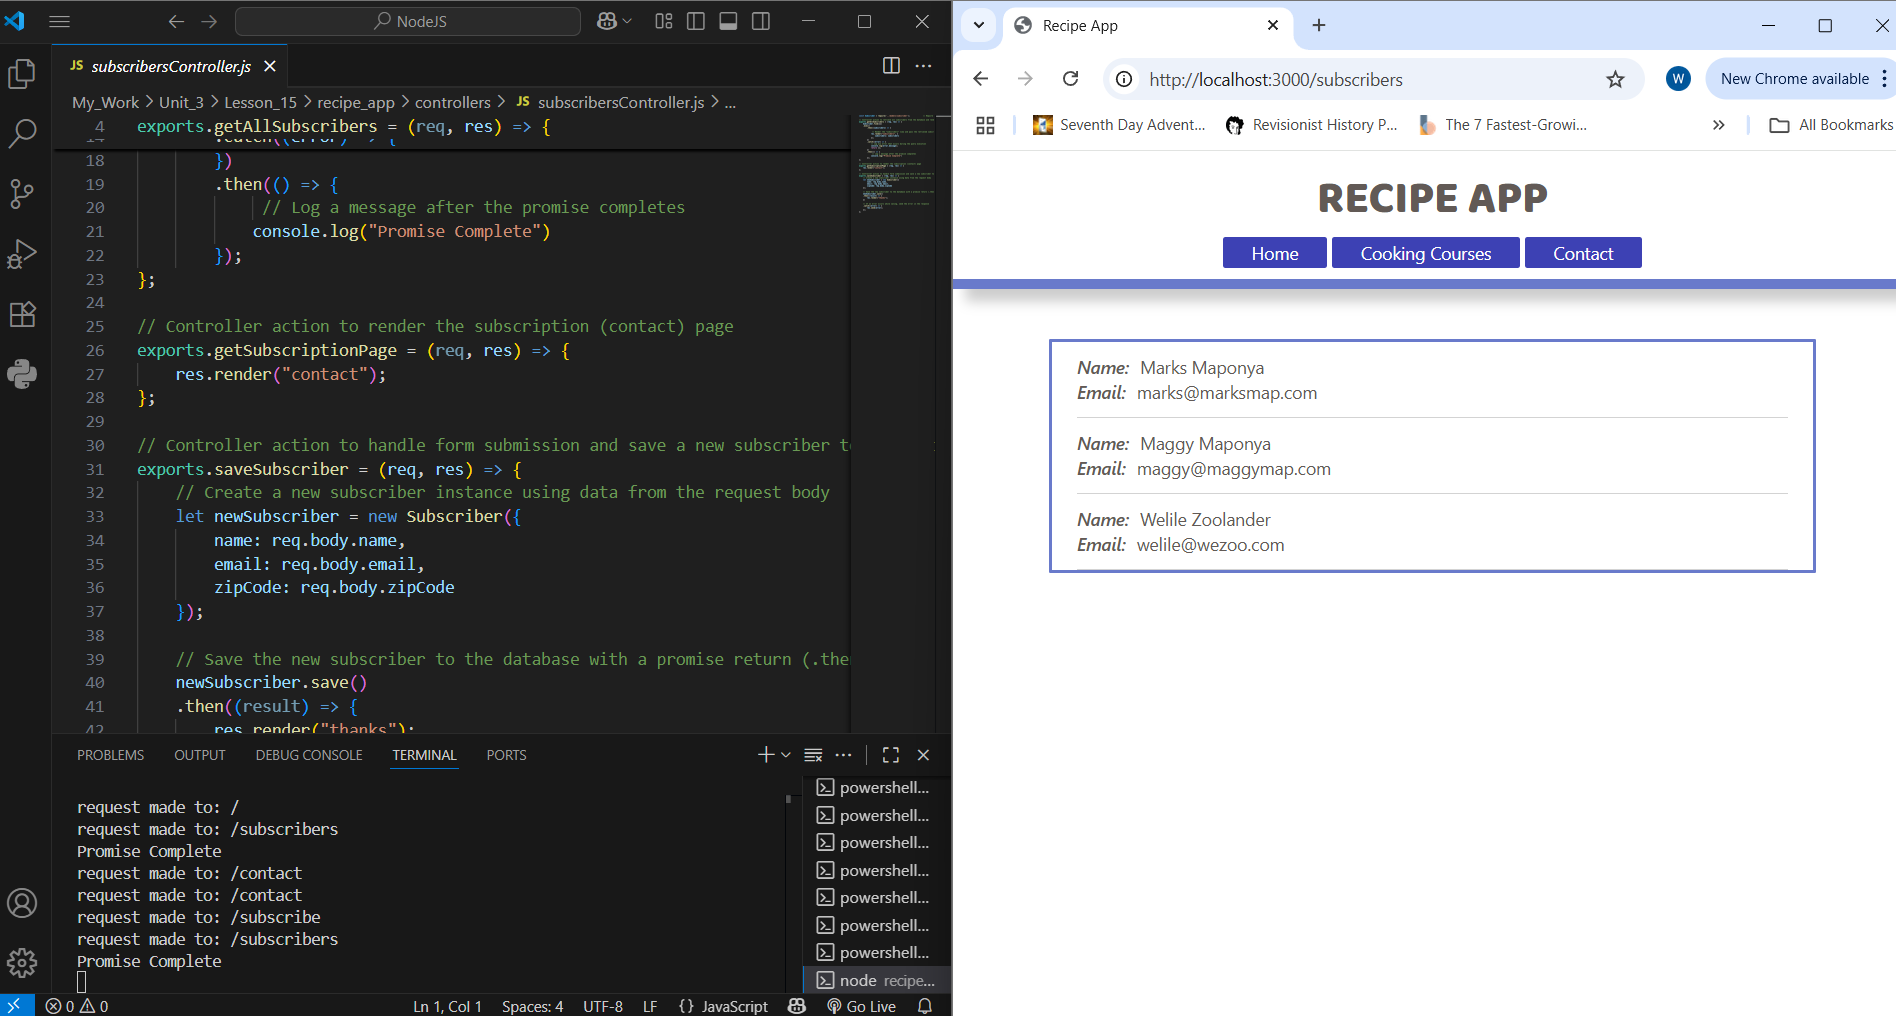 NodeJS
JS subscribersController.js
My_Work > Unit_3 > Lesson_15 > recipe_app > controllers > JS subscribersController.js > ...
4 exports.getAllSubscribers = (req, res) => {
14 .catch((error) => {
18 })
19 .then(() => {
20 // Log a message after the promise completes
21 console.log("Promise Complete")
22 });
23 };
24
25 // Controller action to render the subscription (contact) page
26 exports.getSubscriptionPage = (req, res) => {
27 res.render("contact");
28 };
29
30 // Controller action to handle form submission and save a new subscriber t
31 exports.saveSubscriber = (req, res) => {
32 // Create a new subscriber instance using data from the request body
33 let newSubscriber = new Subscriber({
34 name: req.body.name,
35 email: req.body.email,
36 zipCode: req.body.zipCode
37 });
38
39 // Save the new subscriber to the database with a promise return (.the
40 newSubscriber.save()
41 .then((result) => {
42 res.render("thanks");
PROBLEMS OUTPUT DEBUG CONSOLE TERMINAL PORTS
request made to: /
request made to: /subscribers
Promise Complete
request made to: /contact
request made to: /contact
request made to: /subscribe
request made to: /subscribers
Promise Complete
powershell...
powershell...
powershell...
powershell...
powershell...
powershell...
powershell...
node recipe...
0 0 Ln 1, Col 1 Spaces: 4 UTF-8 LF {} JavaScript Go Live
Recipe App
http://localhost:3000/subscribers
W
New Chrome available
Seventh Day Advent... Revisionist History P... The 7 Fastest-Growi... » All Bookmarks
RECIPE APP
Home Cooking Courses Contact
Name: Marks Maponya
Email: marks@marksmap.com
Name: Maggy Maponya
Email: maggy@maggymap.com
Name: Welile Zoolander
Email: welile@wezoo.com